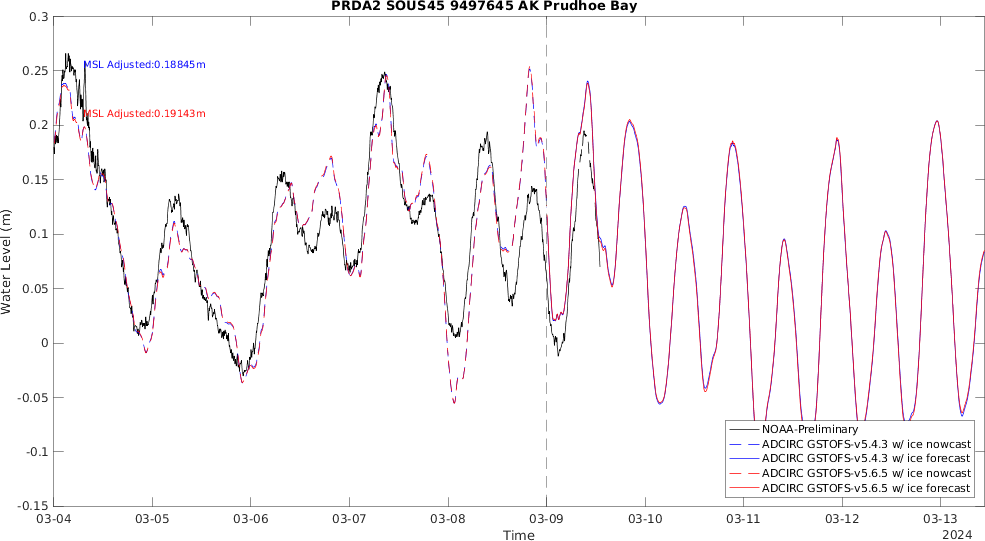 PRDA2 SOUS45 9497645 AK Prudhoe Bay
0.3
0.25
0.2
0.15
0.1
0.05
0
-0.05
-0.1
-0.15
Water Level (m)
MSL Adjusted:0.18845m
MSL Adjusted:0.19143m
NOAA-Preliminary
ADCIRC GSTOFS-v5.4.3 w/ ice nowcast
ADCIRC GSTOFS-v5.4.3 w/ ice forecast
ADCIRC GSTOFS-v5.6.5 w/ ice nowcast
ADCIRC GSTOFS-v5.6.5 w/ ice forecast
03-04 03-05 03-06 03-07 03-08 03-09 03-10 03-11 03-12 03-13
Time
2024